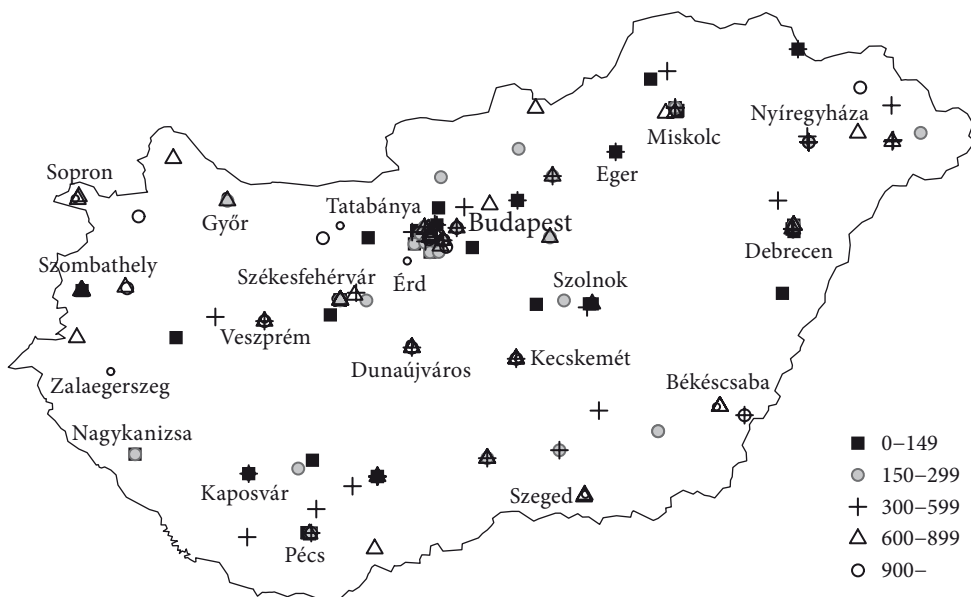 Nyíregyháza
Miskolc
Eger
Sopron
Tatabánya
Győr
Budapest
Debrecen
Szombathely
Székesfehérvár
Érd
Szolnok
Veszprém
Dunaújváros
Kecskemét
Zalaegerszeg
Békéscsaba
Nagykanizsa
Kaposvár
Szeged
Pécs
0–149
150–299
300–599
600–899
900–